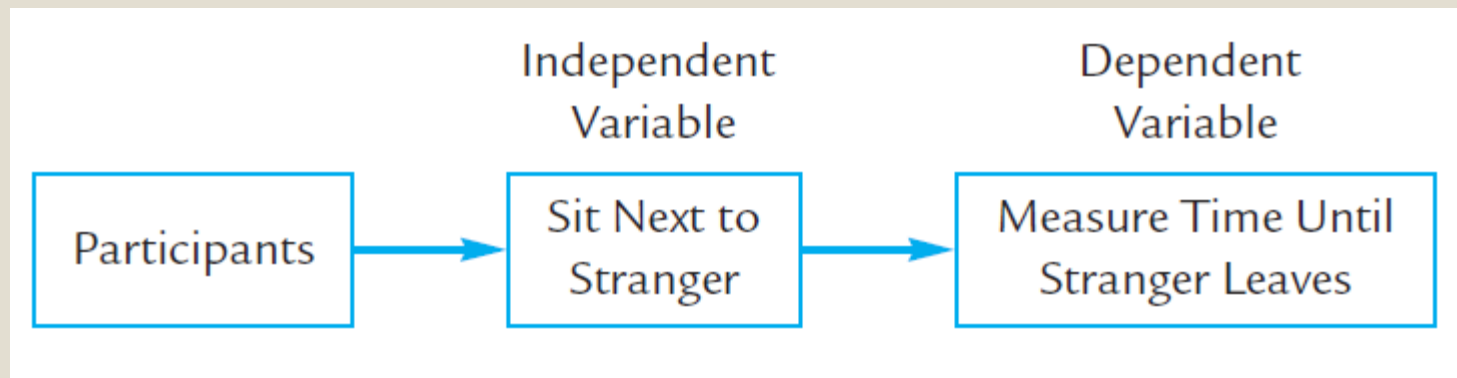 Independent
Variable
Dependent
Variable
Participants
Sit Next to
Stranger
Measure Time Until
Stranger Leaves